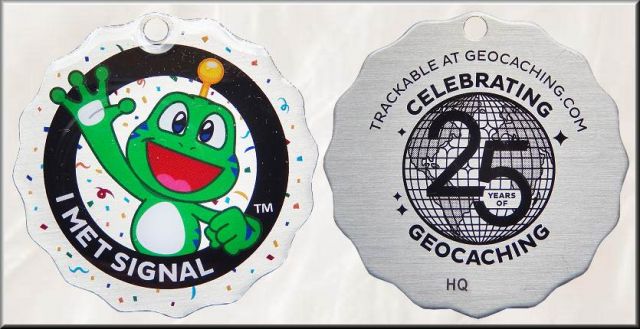 I MET SIGNAL
TM
TRACKABLE AT GEOCACHING.COM
CELEBRATING
25
YEARS
OF
GEOCACHING
HQ